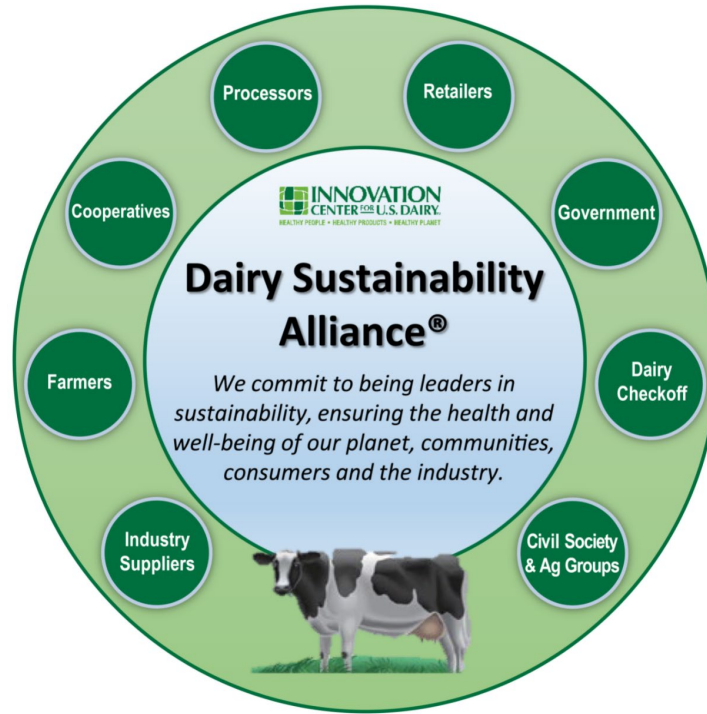 Processors
Retailers
Cooperatives
Government
INNOVATION
CENTER FOR U.S. DAIRY.
HEALTHY PEOPLE • HEALTHY PRODUCTS • HEALTHY PLANET
Dairy Sustainability
Alliance®
We commit to being leaders in
sustainability, ensuring the health and
well-being of our planet, communities,
consumers and the industry.
Farmers
Dairy
Checkoff
Industry
Suppliers
Civil Society
& Ag Groups